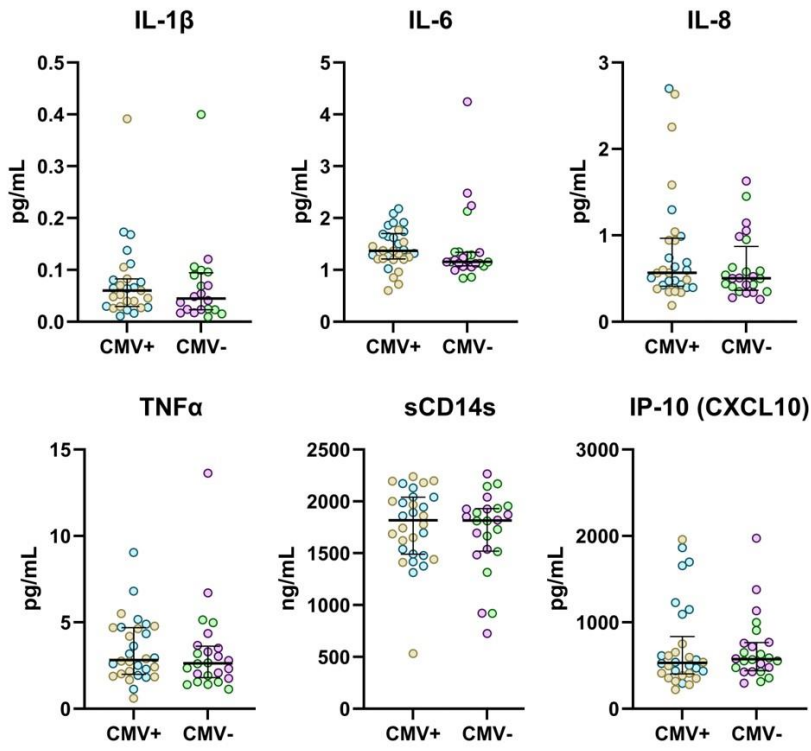 IL-1β
pg/mL
0.5
0.4
0.3
0.2
0.1
0.0
CMV+ CMV-
IL-6
pg/mL
5
4
3
2
1
0
CMV+ CMV-
IL-8
pg/mL
3
2
1
0
CMV+ CMV-
TNFα
pg/mL
15
10
5
0
CMV+ CMV-
sCD14s
ng/mL
2500
2000
1500
1000
500
0
CMV+ CMV-
IP-10 (CXCL10)
pg/mL
3000
2000
1000
0
CMV+ CMV-